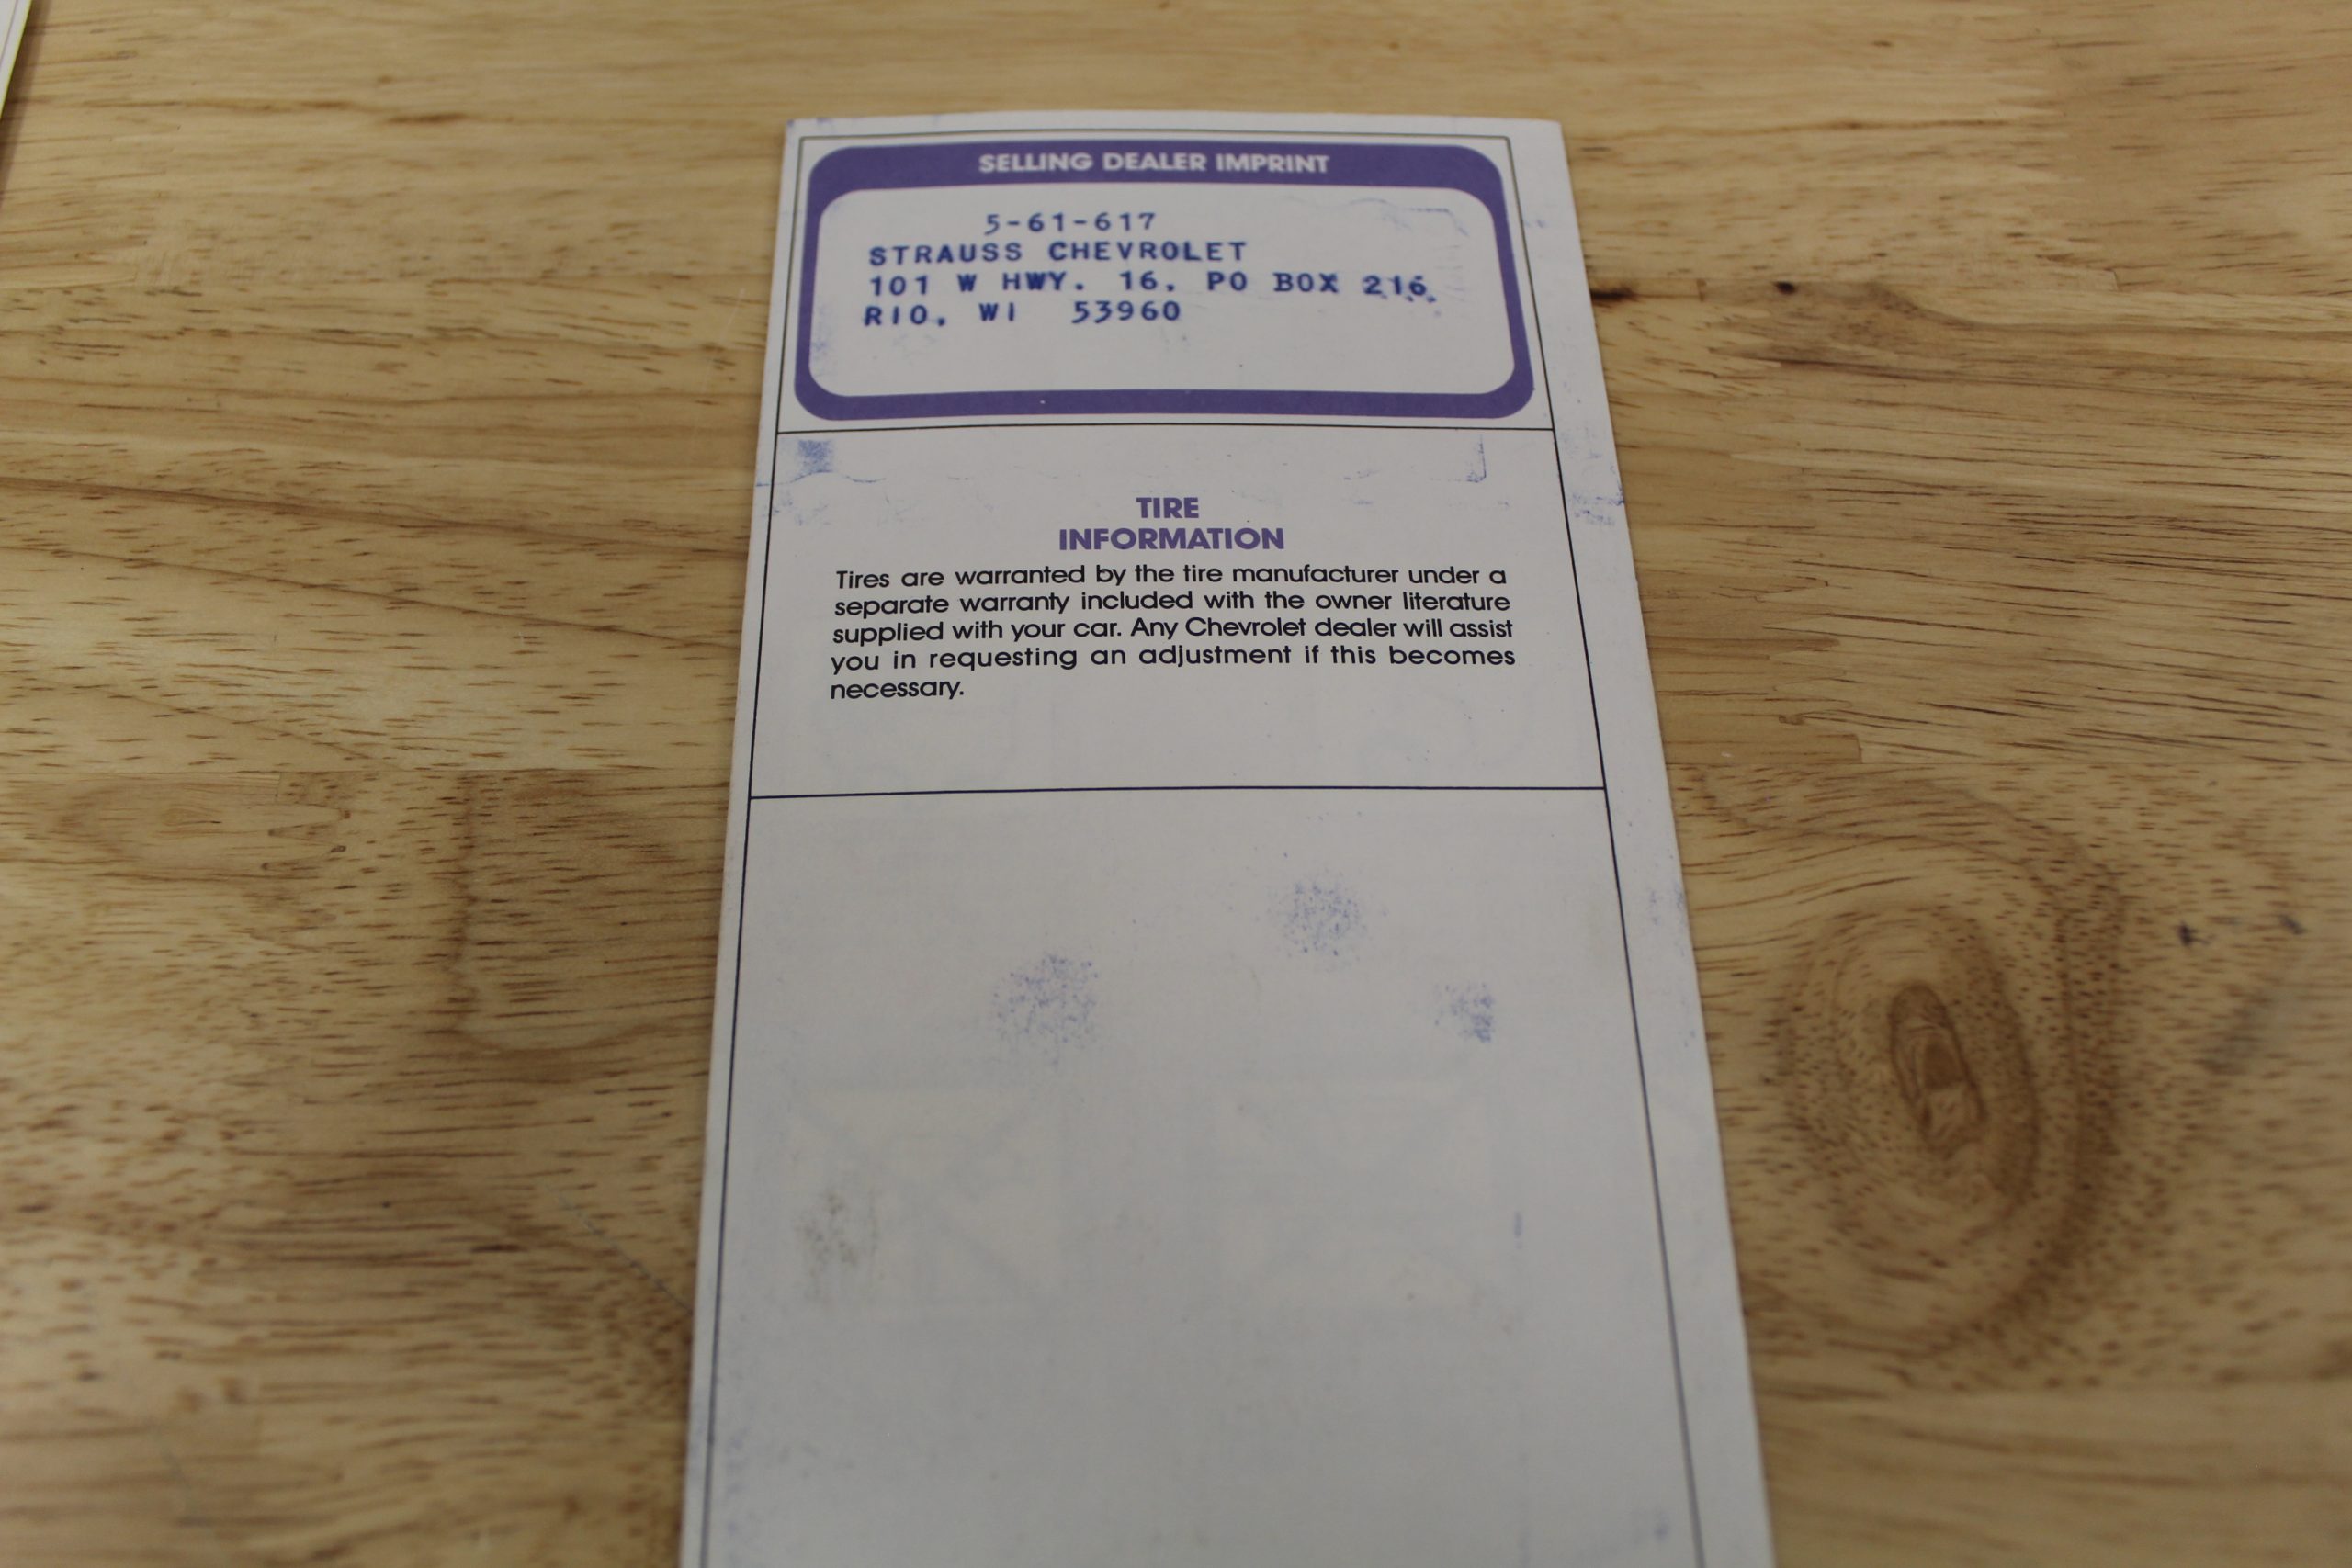 SELLING DEALER IMPRINT
5-61-617
STRAUSS CHEVROLET
101 W HWY. 16. PO BOX 216.
RIO. WI 53960
TIRE
INFORMATION
Tires are warranted by the tire manufacturer under a
separate warranty included with the owner literature
supplied with your car. Any Chevrolet dealer will assist
you in requesting an adjustment if this becomes
necessary.